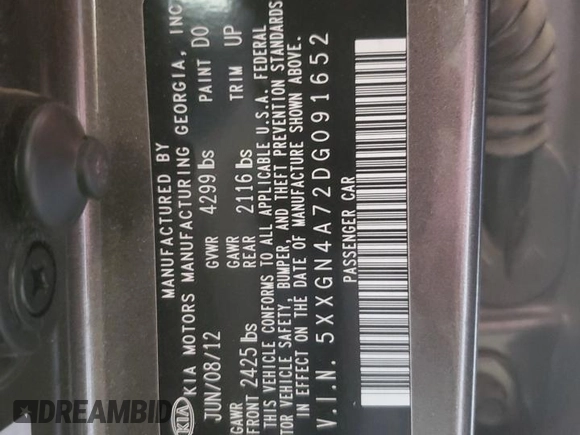 MANUFACTURED BY
KIA KIA MOTORS MANUFACTURING GEORGIA, INC
JUN/08/12 GVWR 4299 lbs PAINT DO
GAWR FRONT 2425 lbs GAWR REAR 2116 lbs TRIM UP
THIS VEHICLE CONFORMS TO ALL APPLICABLE U.S.A. FEDERAL
MOTOR VEHICLE SAFETY, BUMPER, AND THEFT PREVENTION STANDARDS
IN EFFECT ON THE DATE OF MANUFACTURE SHOWN ABOVE.
V.I.N. 5XXGN4A72DG091652
PASSENGER CAR
DREAMBID